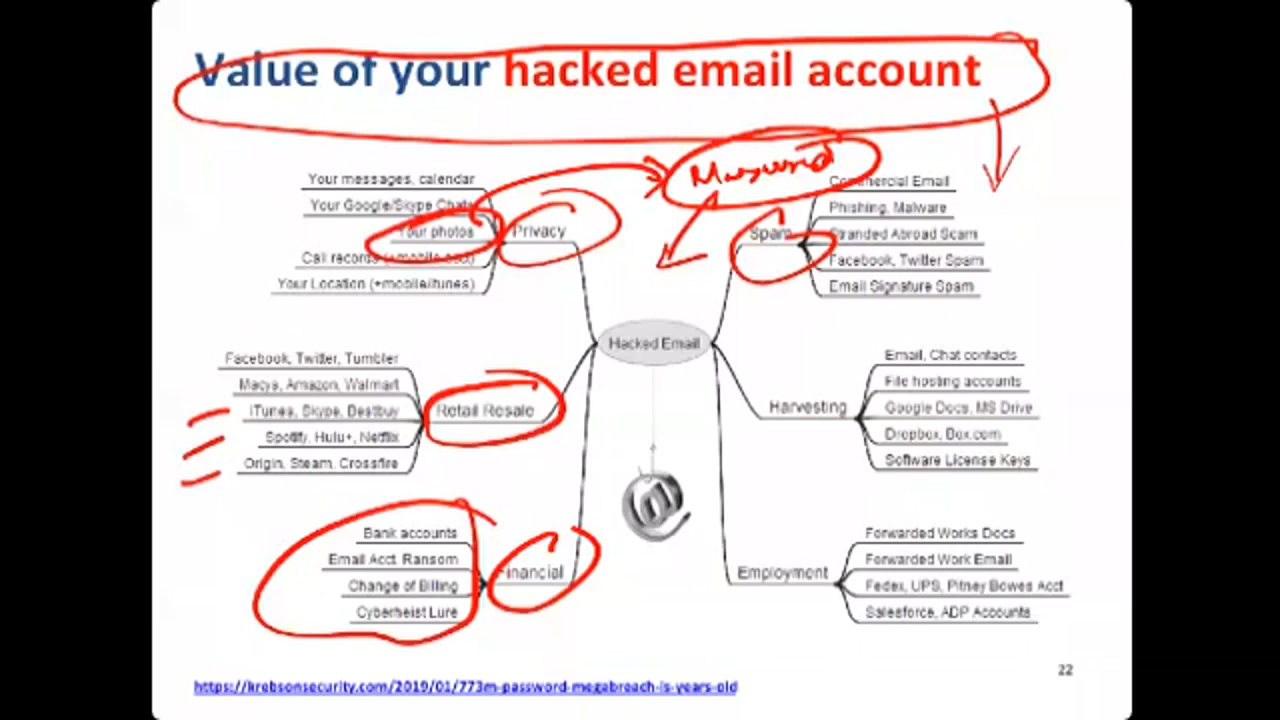 Value of your hacked email account
Your messages, calendar
Your Google/Skype Chats
Your photos
Call records (+mobile acct)
Your Location (+mobile/itunes)
Privacy
Spam
Commercial Email
Phishing, Malware
Stranded Abroad Scam
Facebook, Twitter Spam
Email Signature Spam
Hacked Email
Facebook, Twitter, Tumbler
Macys, Amazon, Walmart
iTunes, Skype, Bestbuy
Spotify, Hulu+, Netflix
Origin, Steam, Crossfire
Retail Resale
Harvesting
Email, Chat contacts
File hosting accounts
Google Docs, MS Drive
Dropbox, Box.com
Software License Keys
Bank accounts
Email Acct Ransom
Change of Billing
Cyberheist Lure
Financial
Employment
Forwarded Works Docs
Forwarded Work Email
Fedex, UPS, Pitney Bowes Acct
Salesforce, ADP Accounts
22
https://krebsonsecurity.com/2019/01/773m-password-megabreach-is-years-old